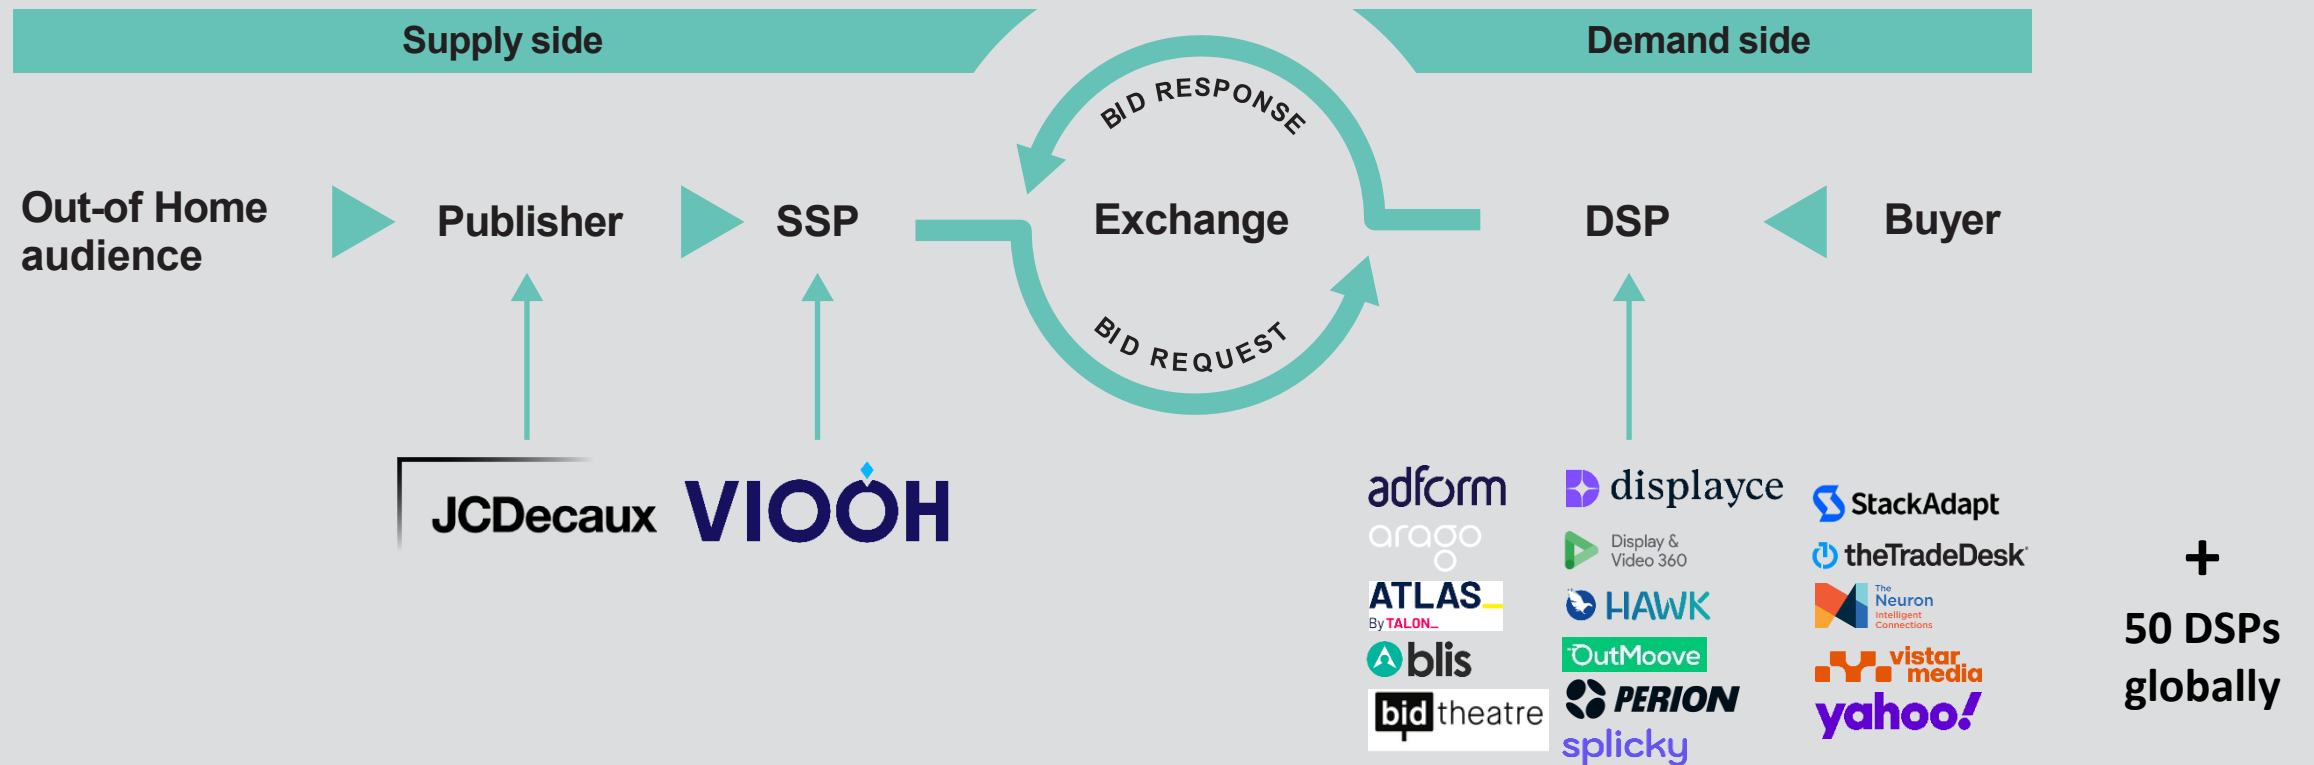 Supply side
Demand side
BID RESPONSE
Out-of Home
audience
Publisher
SSP
Exchange
DSP
Buyer
BID REQUEST
JCDecaux
VIOOH
adform
arago
ATLAS_
By TALON_
blis
bid theatre
displayce
Display &
Video 360
HAWK
OutMoove
PERION
splicky
StackAdapt
theTradeDesk
The
Neuron
Intelligent
Connections
vistar
media
yahoo!
+
50 DSPs
globally